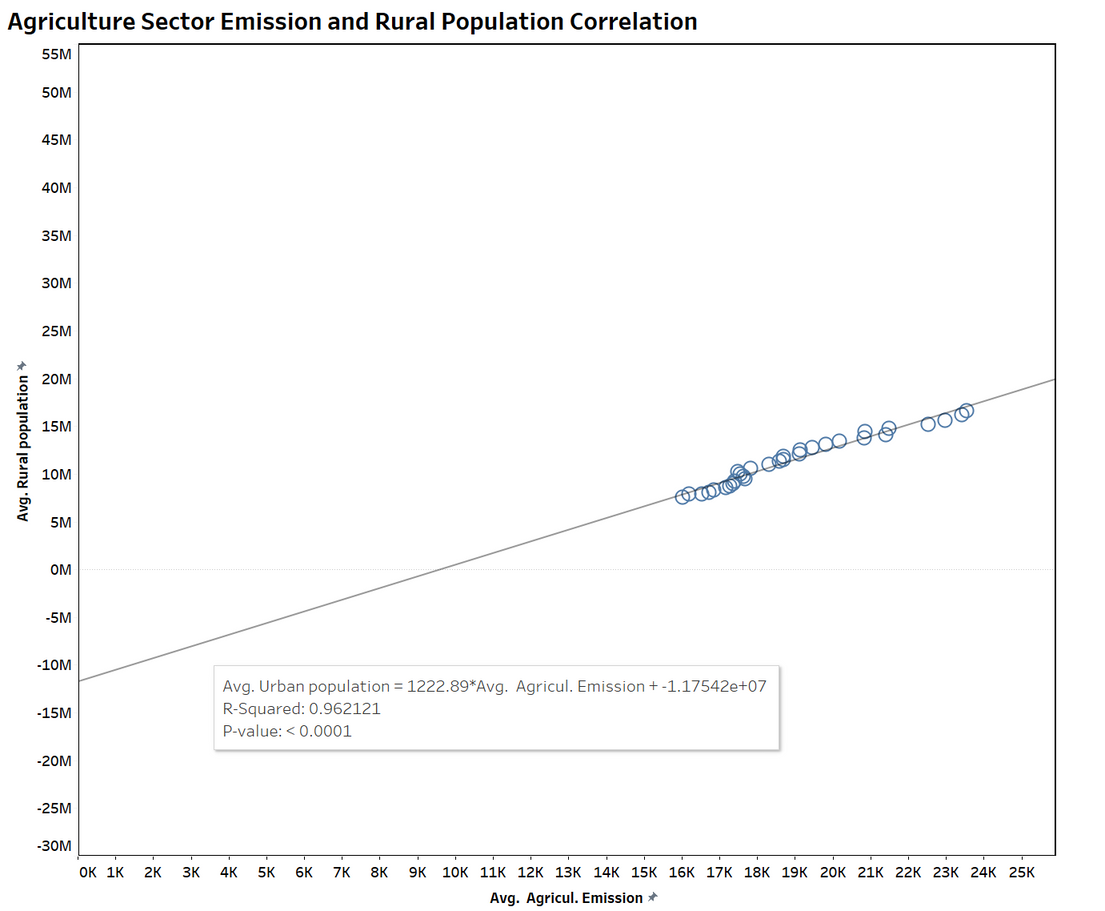 Agriculture Sector Emission and Rural Population Correlation
55M
50M
45M
40M
35M
30M
25M
20M
15M
10M
5M
0M
-5M
-10M
-15M
-20M
-25M
-30M
Avg. Rural population
Avg. Urban population = 1222.89*Avg. Agricul. Emission + -1.17542e+07
R-Squared: 0.962121
P-value: < 0.0001
0K 1K 2K 3K 4K 5K 6K 7K 8K 9K 10K 11K 12K 13K 14K 15K 16K 17K 18K 19K 20K 21K 22K 23K 24K 25K
Avg. Agricul. Emission